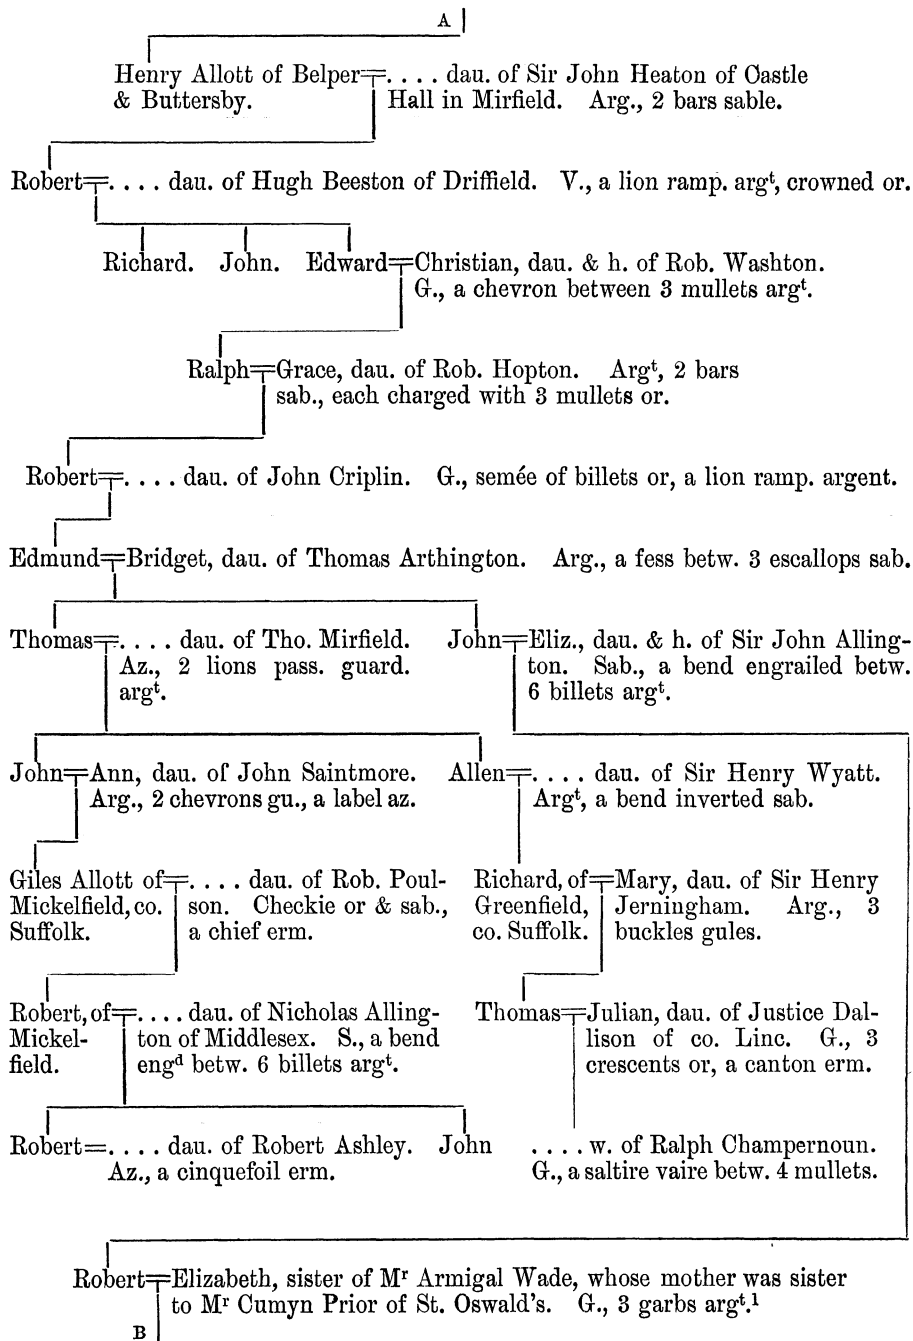 A
Henry Allott of Belper=. . . . dau. of Sir John Heaton of Castle
& Buttersby. Hall in Mirfield. Arg., 2 bars sable.
Robert=. . . . dau. of Hugh Beeston of Driffield. V., a lion ramp. argᵗ, crowned or.
Richard. John. Edward=Christian, dau. & h. of Rob. Washton.
G., a chevron between 3 mullets argᵗ.
Ralph=Grace, dau. of Rob. Hopton. Argᵗ, 2 bars
sab., each charged with 3 mullets or.
Robert=. . . . dau. of John Criplin. G., semée of billets or, a lion ramp. argent.
Edmund=Bridget, dau. of Thomas Arthington. Arg., a fess betw. 3 escallops sab.
Thomas=. . . . dau. of Tho. Mirfield.
Az., 2 lions pass. guard.
argᵗ.
John=Eliz., dau. & h. of Sir John Alling-
ton. Sab., a bend engrailed betw.
6 billets argᵗ.
John=Ann, dau. of John Saintmore.
Arg., 2 chevrons gu., a label az.
Allen=. . . . dau. of Sir Henry Wyatt.
Argᵗ, a bend inverted sab.
Giles Allott of=. . . . dau. of Rob. Poul-
Mickelfield, co. son. Checkie or & sab.,
Suffolk. a chief erm.
Richard, of=Mary, dau. of Sir Henry
Greenfield, Jerningham. Arg., 3
co. Suffolk. buckles gules.
Robert, of=. . . . dau. of Nicholas Alling-
Mickel- ton of Middlesex. S., a bend
field. engᵈ betw. 6 billets argᵗ.
Thomas=Julian, dau. of Justice Dal-
lison of co. Linc. G., 3
crescents or, a canton erm.
Robert=. . . . dau. of Robert Ashley. John
Az., a cinquefoil erm.
. . . . w. of Ralph Champernoun.
G., a saltire vaire betw. 4 mullets.
Robert=Elizabeth, sister of Mʳ Armigal Wade, whose mother was sister
to Mʳ Cumyn Prior of St. Oswald's. G., 3 garbs argᵗ.¹
B